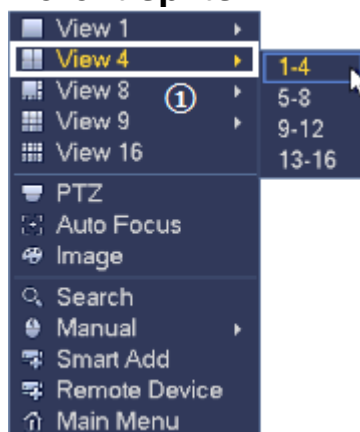 View 1
View 4
View 8
①
View 9
View 16
PTZ
Auto Focus
Image
Search
Manual
Smart Add
Remote Device
Main Menu
1-4
5-8
9-12
13-16